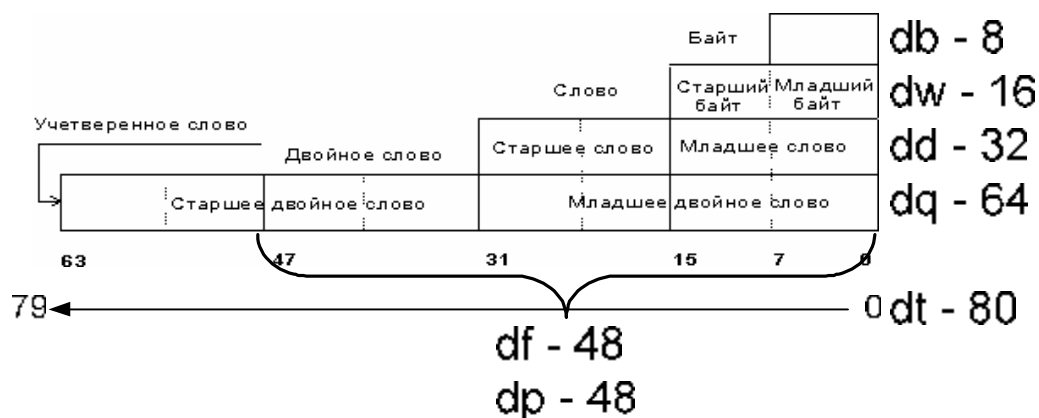 Байт db - 8
Слово Старший байт Младший байт dw - 16
Учетверенное слово
Двойное слово Старшее слово Младшее слово dd - 32
Старшее двойное слово Младшее двойное слово dq - 64
63 47 31 15 7 0
79 0 dt - 80
df - 48
dp - 48